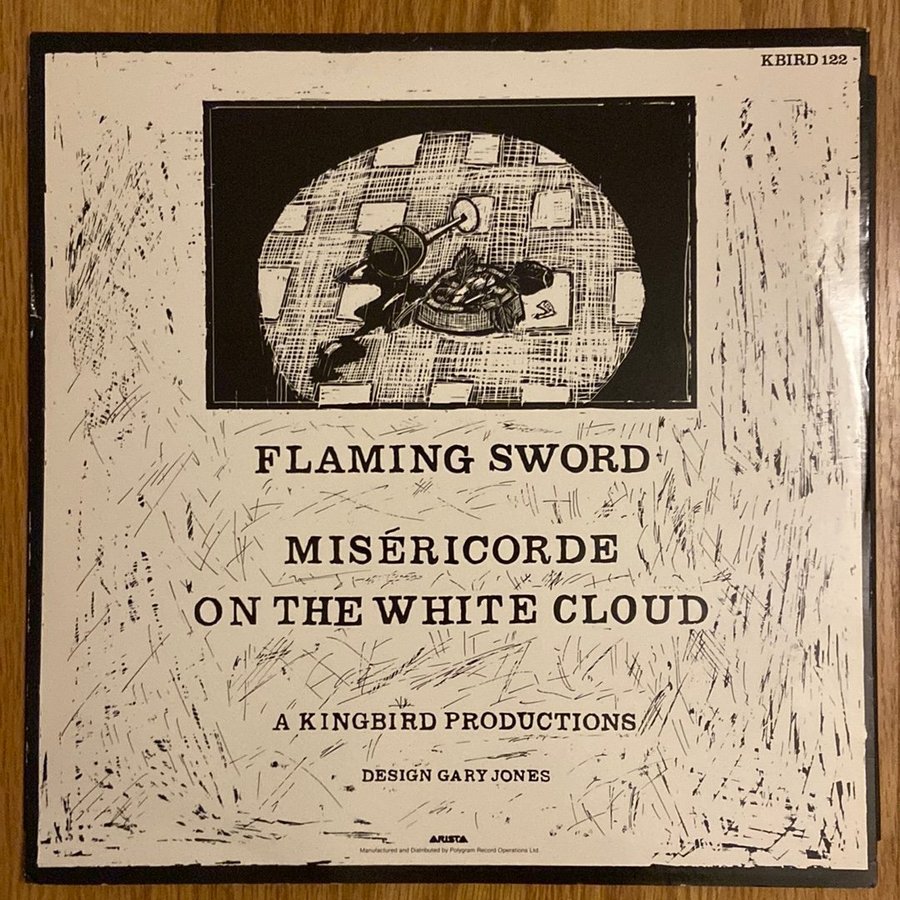 KBIRD 122
FLAMING SWORD
MISÉRICORDE
ON THE WHITE CLOUD
A KINGBIRD PRODUCTIONS
DESIGN GARY JONES
ARISTA
Manufactured and Distributed by Polygram Record Operations Ltd.